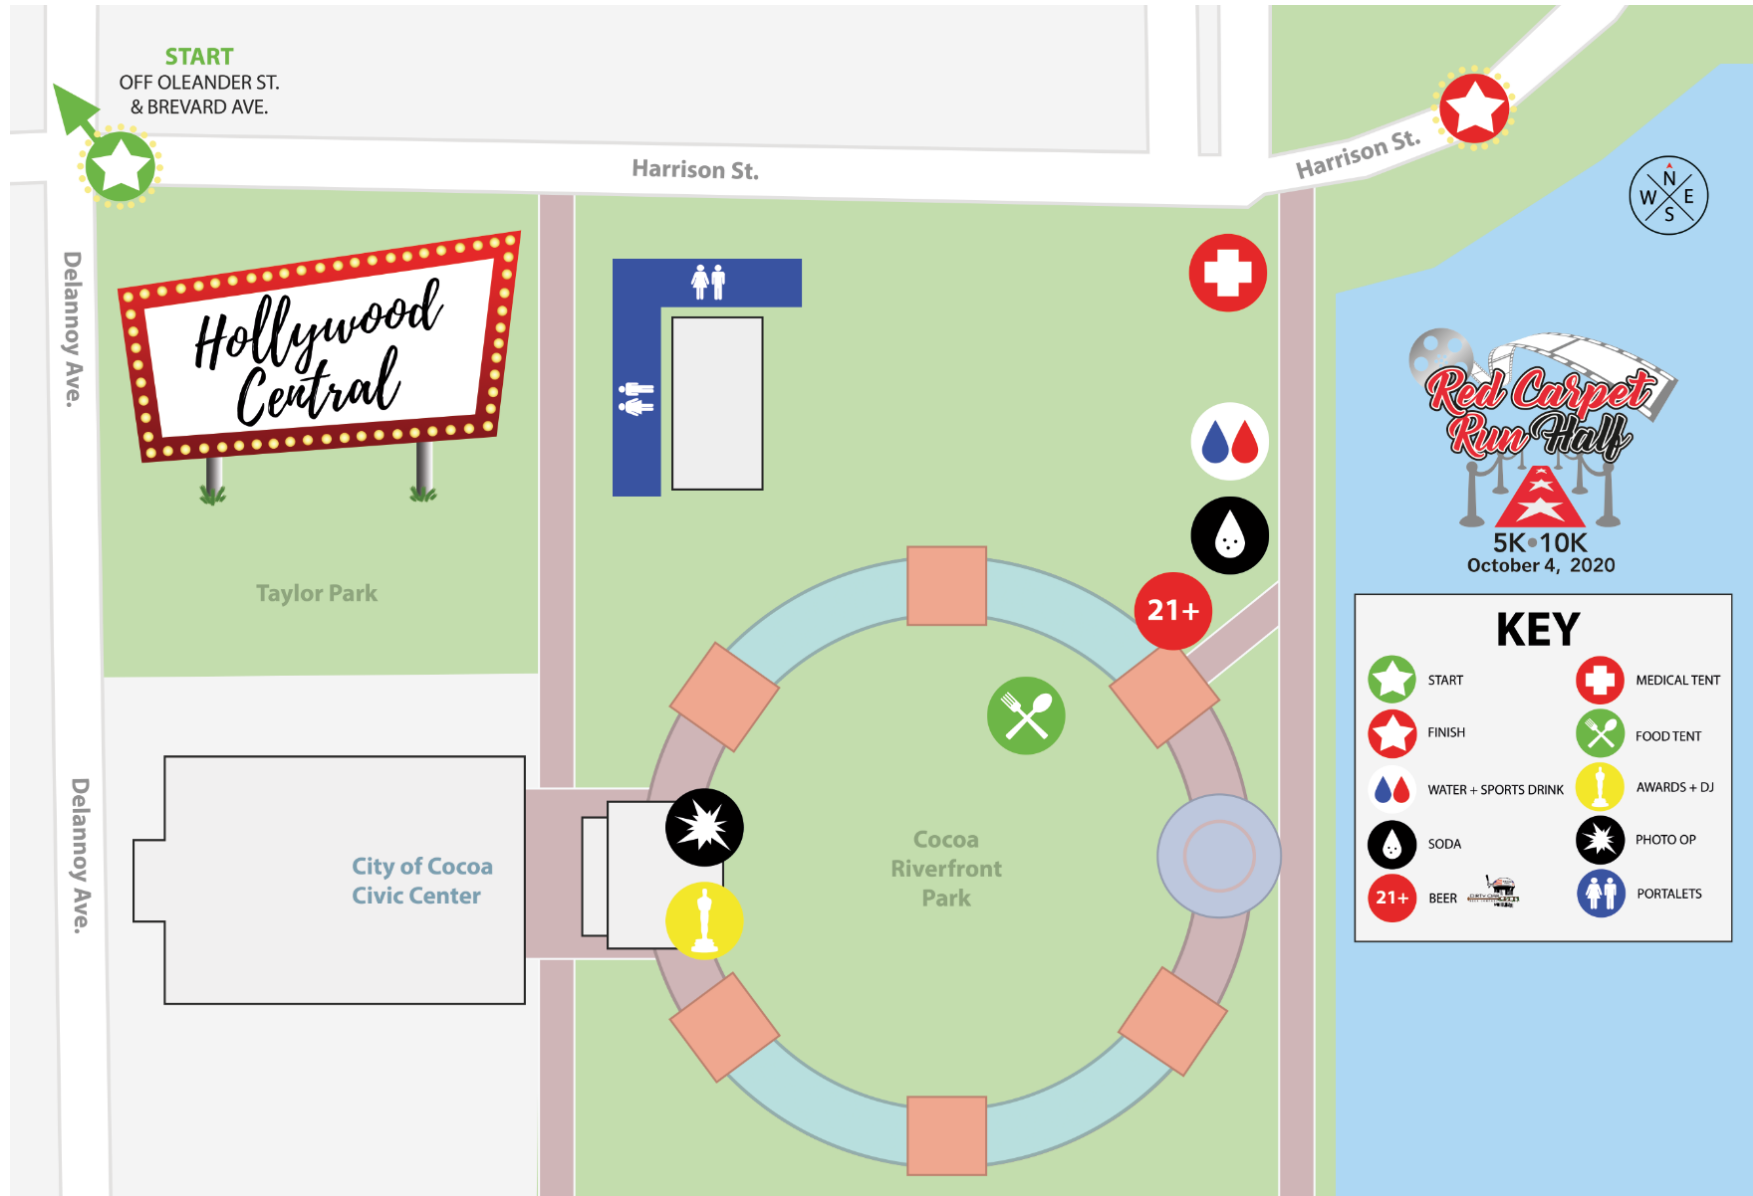 START
OFF OLEANDER ST.
& BREVARD AVE.
Harrison St.
Harrison St.
N
W E
S
Delannoy Ave.
Hollywood
Central
Red Carpet
Run Half
5K•10K
October 4, 2020
21+
Taylor Park
KEY
START
MEDICAL TENT
FINISH
FOOD TENT
WATER + SPORTS DRINK
AWARDS + DJ
SODA
PHOTO OP
21+ BEER
PORTALETS
Delannoy Ave.
City of Cocoa
Civic Center
Cocoa
Riverfront
Park